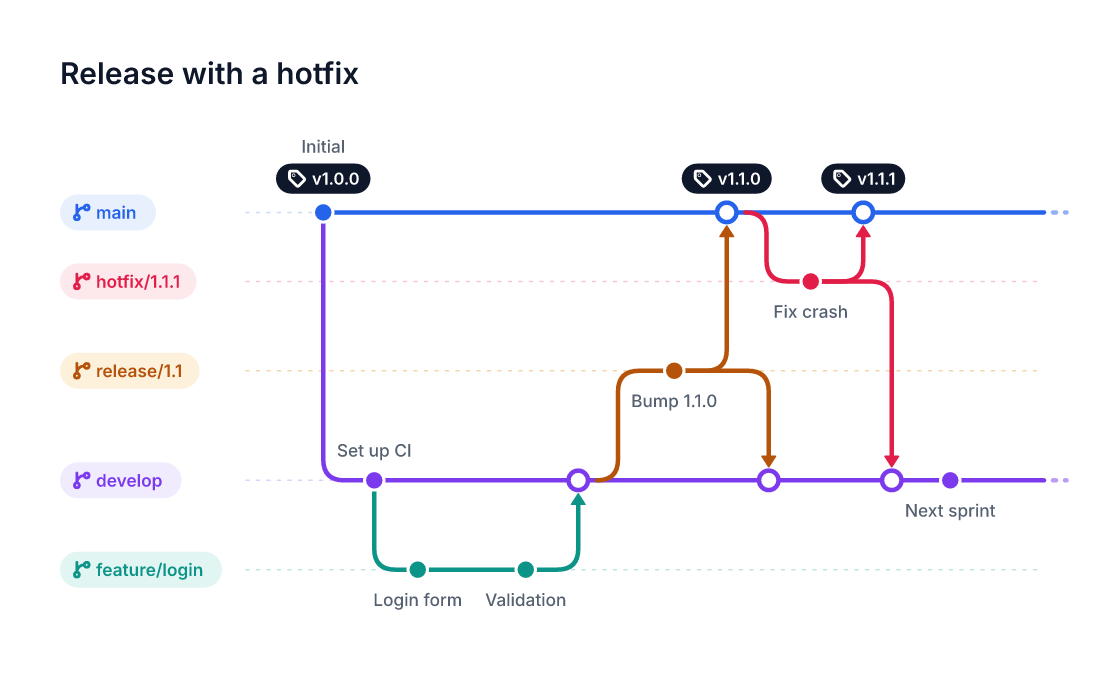 Release with a hotfix
Initial
v1.0.0
v1.1.0
v1.1.1
main
hotfix/1.1.1
Fix crash
release/1.1
Bump 1.1.0
Set up CI
develop
Next sprint
feature/login
Login form
Validation